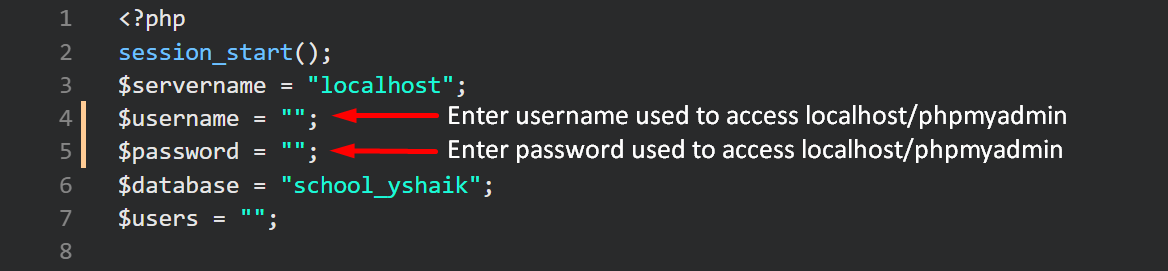 1 <?php
2 session_start();
3 $servername = "localhost";
4 $username = ""; Enter username used to access localhost/phpmyadmin
5 $password = ""; Enter password used to access localhost/phpmyadmin
6 $database = "school_yshaik";
7 $users = "";
8